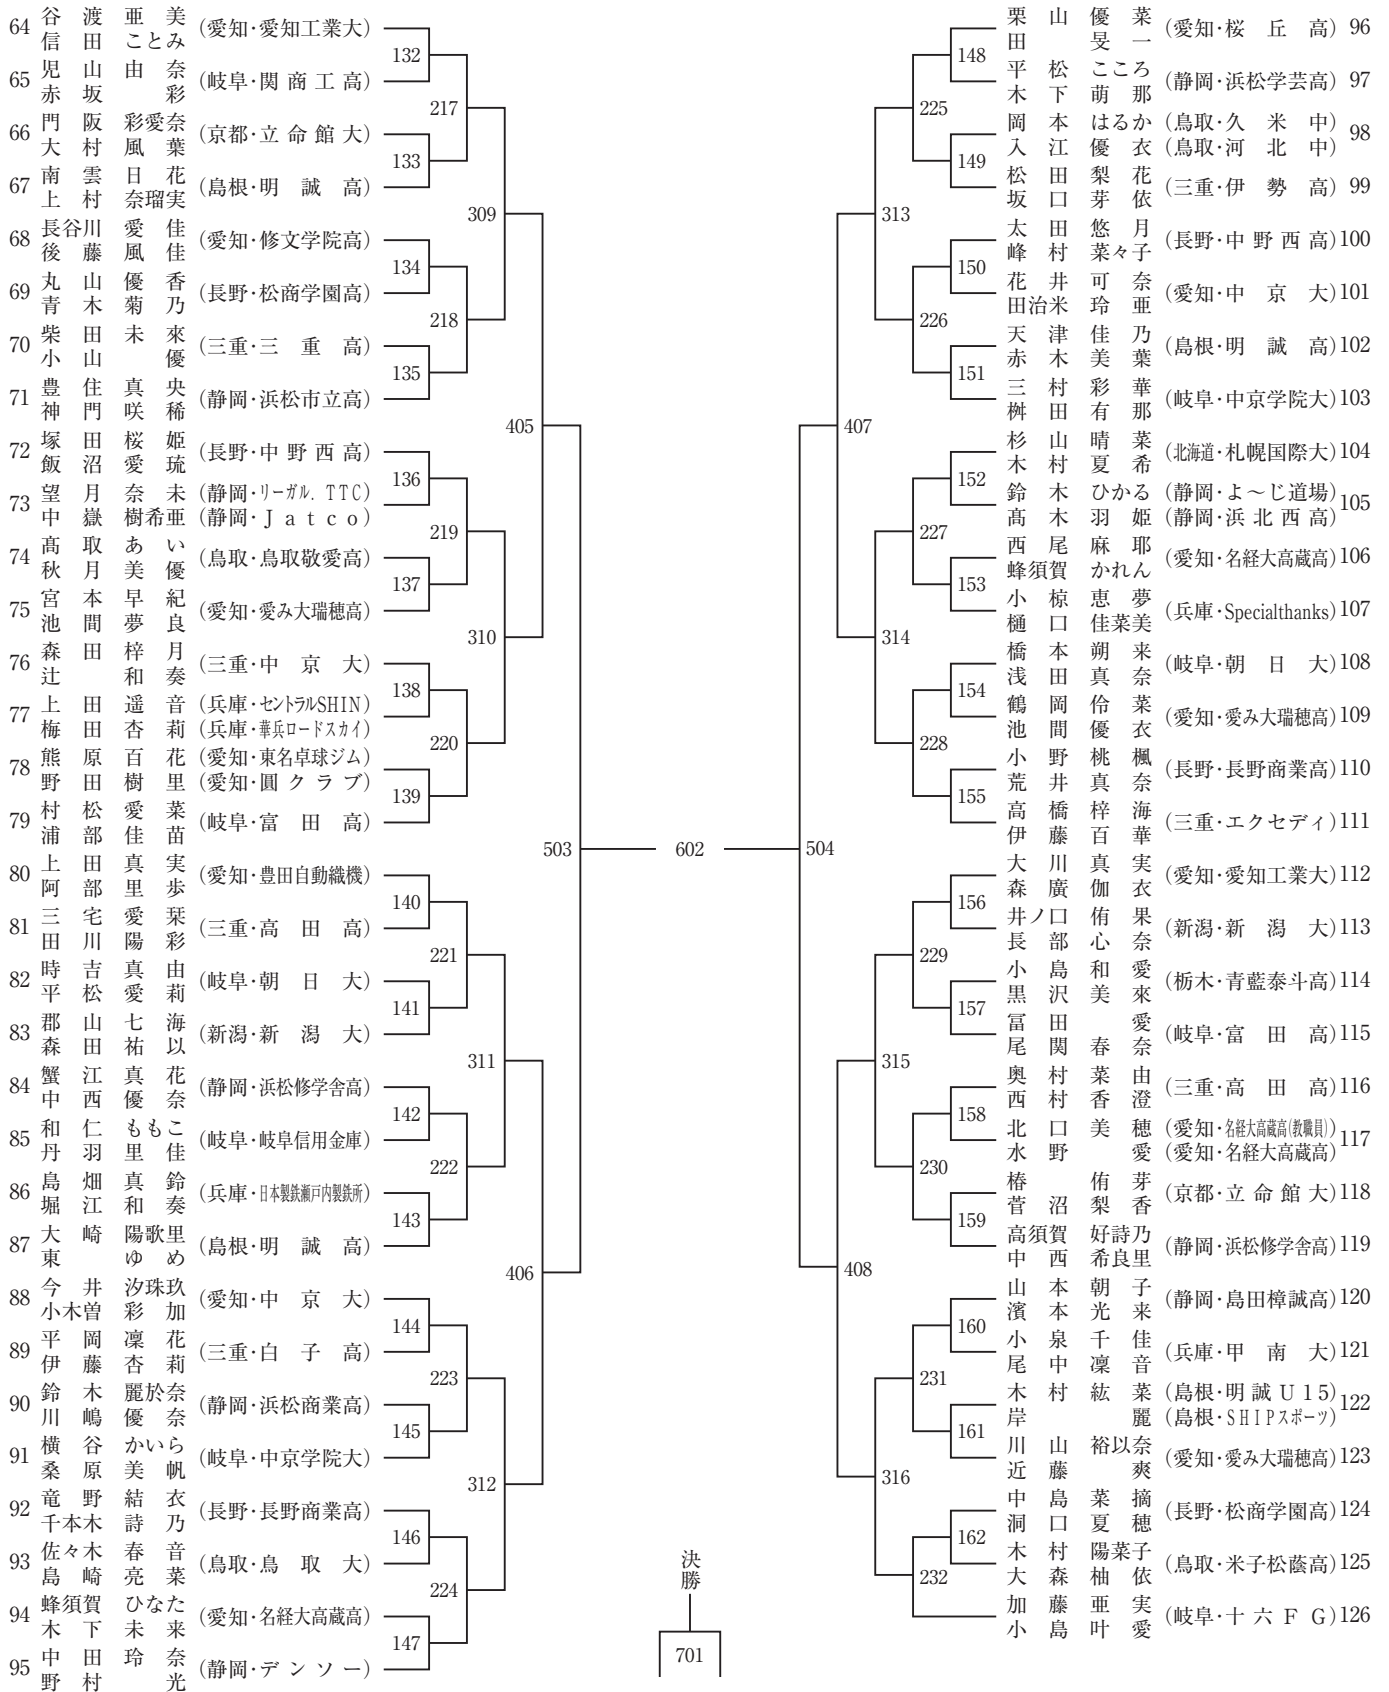 64 谷渡亜美 信田ことみ (愛知・愛知工業大)
65 児山由奈 赤坂彩 (岐阜・関商工高)
66 門阪彩愛奈 大村風葉 (京都・立命館大)
67 南雲日花 上村奈瑠実 (島根・明誠高)
68 長谷川愛佳 後藤風佳 (愛知・修文学院高)
69 丸山優香 青木菊乃 (長野・松商学園高)
70 柴田未來 小山優 (三重・三重高)
71 豊住真央 神門咲稀 (静岡・浜松市立高)
72 塚田桜姫 飯沼愛琉 (長野・中野西高)
73 望月奈未 (静岡・リーガル. TTC)
中嶽樹希亜 (静岡・Jatco)
74 髙取あい 秋月美優 (鳥取・鳥取敬愛高)
75 宮本早紀 池間夢良 (愛知・愛み大瑞穂高)
76 森田梓月 辻和奏 (三重・中京大)
77 上田遥音 (兵庫・セントラルSHIN)
梅田杏莉 (兵庫・華兵ロードスカイ)
78 熊原百花 (愛知・東名卓球ジム)
野田樹里 (愛知・圓クラブ)
79 村松愛菜 浦部佳苗 (岐阜・富田高)
80 上田真実 阿部里歩 (愛知・豊田自動織機)
81 三宅愛栞 田川陽彩 (三重・高田高)
82 時吉真由 平松愛莉 (岐阜・朝日大)
83 郡山七海 森田祐以 (新潟・新潟大)
84 蟹江真花 中西優奈 (静岡・浜松修学舎高)
85 和仁ももこ 丹羽里佳 (岐阜・岐阜信用金庫)
86 島畑真鈴 堀江和奏 (兵庫・日本製鉄瀬戸内製鉄所)
87 大崎陽歌里 東ゆめ (島根・明誠高)
88 今井汐珠玖 小木曽彩加 (愛知・中京大)
89 平岡凜花 伊藤杏莉 (三重・白子高)
90 鈴木麗於奈 川嶋優奈 (静岡・浜松商業高)
91 横谷かいら 桑原美帆 (岐阜・中京学院大)
92 竜野結衣 千本木詩乃 (長野・長野商業高)
93 佐々木春音 島崎亮菜 (鳥取・鳥取大)
94 蜂須賀ひなた 木下未来 (愛知・名経大高蔵高)
95 中田玲奈 野村光 (静岡・デンソー)
132
133
134
135
136
137
138
139
140
141
142
143
144
145
146
147
217
218
219
220
221
222
223
224
309
310
311
312
405
406
503
602
504
407
408
313
314
315
316
225
226
227
228
229
230
231
232
148
149
150
151
152
153
154
155
156
157
158
159
160
161
162
栗山優菜 田旻一 (愛知・桜丘高) 96
平松こころ 木下萌那 (静岡・浜松学芸高) 97
岡本はるか (鳥取・久米中) 98
入江優衣 (鳥取・河北中)
松田梨花 坂口芽依 (三重・伊勢高) 99
太田悠月 峰村菜々子 (長野・中野西高) 100
花井可奈 田治米玲亜 (愛知・中京大) 101
天津佳乃 赤木美葉 (島根・明誠高) 102
三村彩華 桝田有那 (岐阜・中京学院大) 103
杉山晴菜 木村夏希 (北海道・札幌国際大) 104
鈴木ひかる (静岡・よ～じ道場) 105
髙木羽姫 (静岡・浜北西高)
西尾麻耶 蜂須賀かれん (愛知・名経大高蔵高) 106
小椋恵夢 樋口佳菜美 (兵庫・Specialthanks) 107
橋本朔来 浅田真奈 (岐阜・朝日大) 108
鶴岡伶菜 池間優衣 (愛知・愛み大瑞穂高) 109
小野桃楓 荒井真奈 (長野・長野商業高) 110
高橋梓海 伊藤百華 (三重・エクセディ) 111
大川真実 森廣伽衣 (愛知・愛知工業大) 112
井ノ口侑果 長部心奈 (新潟・新潟大) 113
小島和愛 黒沢美來 (栃木・青藍泰斗高) 114
冨田愛 尾関春奈 (岐阜・富田高) 115
奥村菜由 西村香澄 (三重・高田高) 116
北口美穂 (愛知・名経大高蔵高(教職員)) 117
水野愛 (愛知・名経大高蔵高)
椿侑芽 菅沼梨香 (京都・立命館大) 118
高須賀好詩乃 中西希良里 (静岡・浜松修学舎高) 119
山本朝子 濱本光来 (静岡・島田樟誠高) 120
小泉千佳 尾中凜音 (兵庫・甲南大) 121
木村紘菜 (島根・明誠U15) 122
岸麗 (島根・SHIPスポーツ)
川山裕以奈 近藤爽 (愛知・愛み大瑞穂高) 123
中島菜摘 洞口夏穂 (長野・松商学園高) 124
木村陽菜子 大森柚依 (鳥取・米子松蔭高) 125
加藤亜実 小島叶愛 (岐阜・十六FG) 126
決勝
701